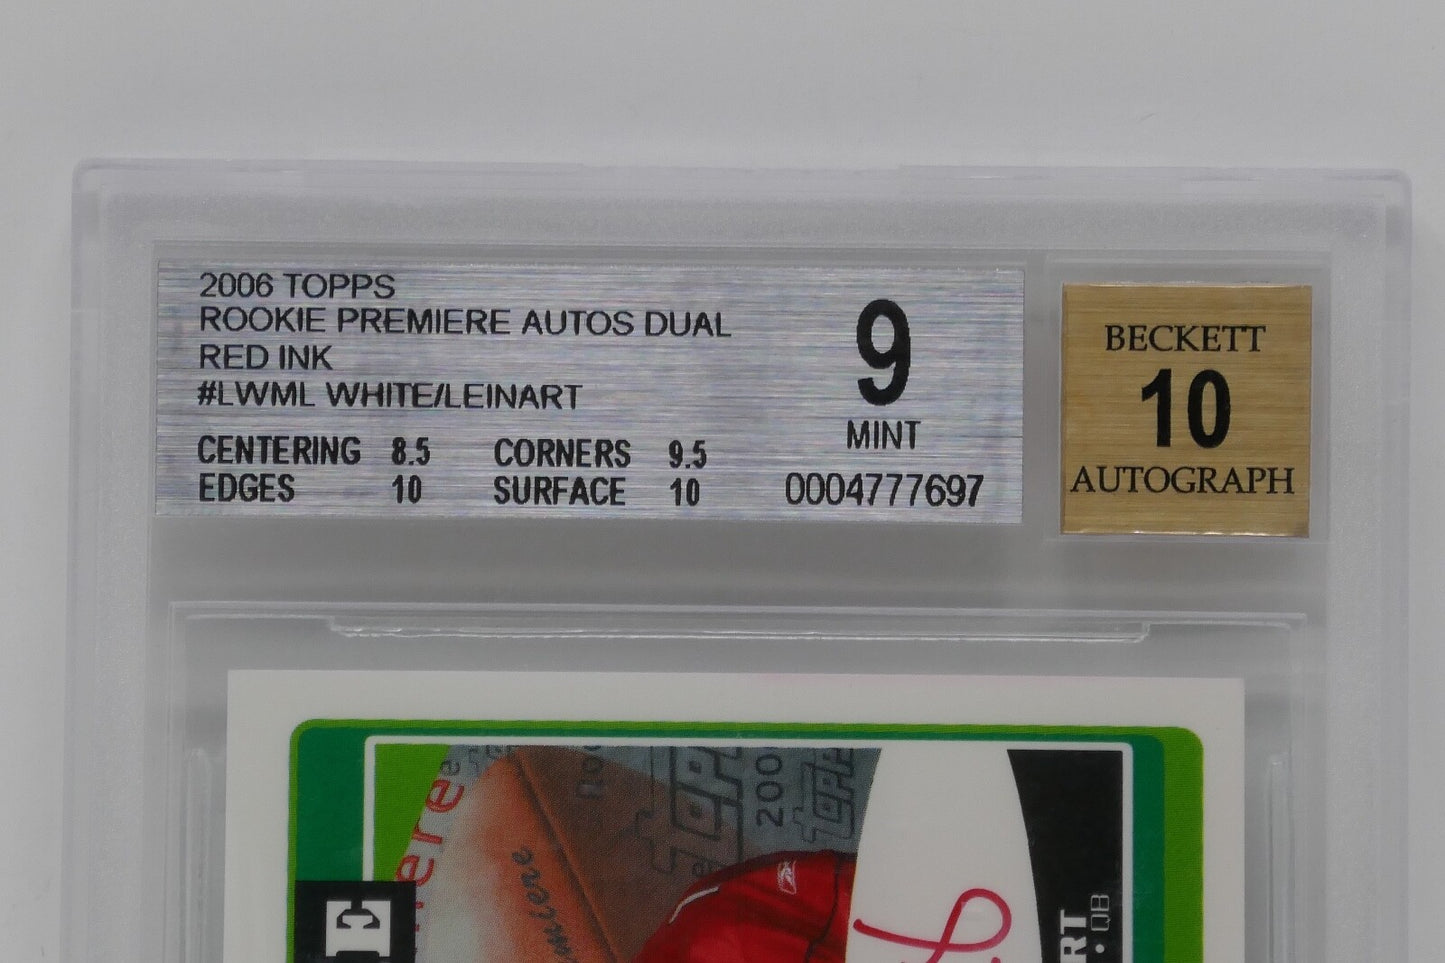 2006 TOPPS
ROOKIE PREMIERE AUTOS DUAL
RED INK
#LWML WHITE/LEINART
CENTERING 8.5 CORNERS 9.5
EDGES 10 SURFACE 10
9
MINT
0004777697
BECKETT
10
AUTOGRAPH
QB